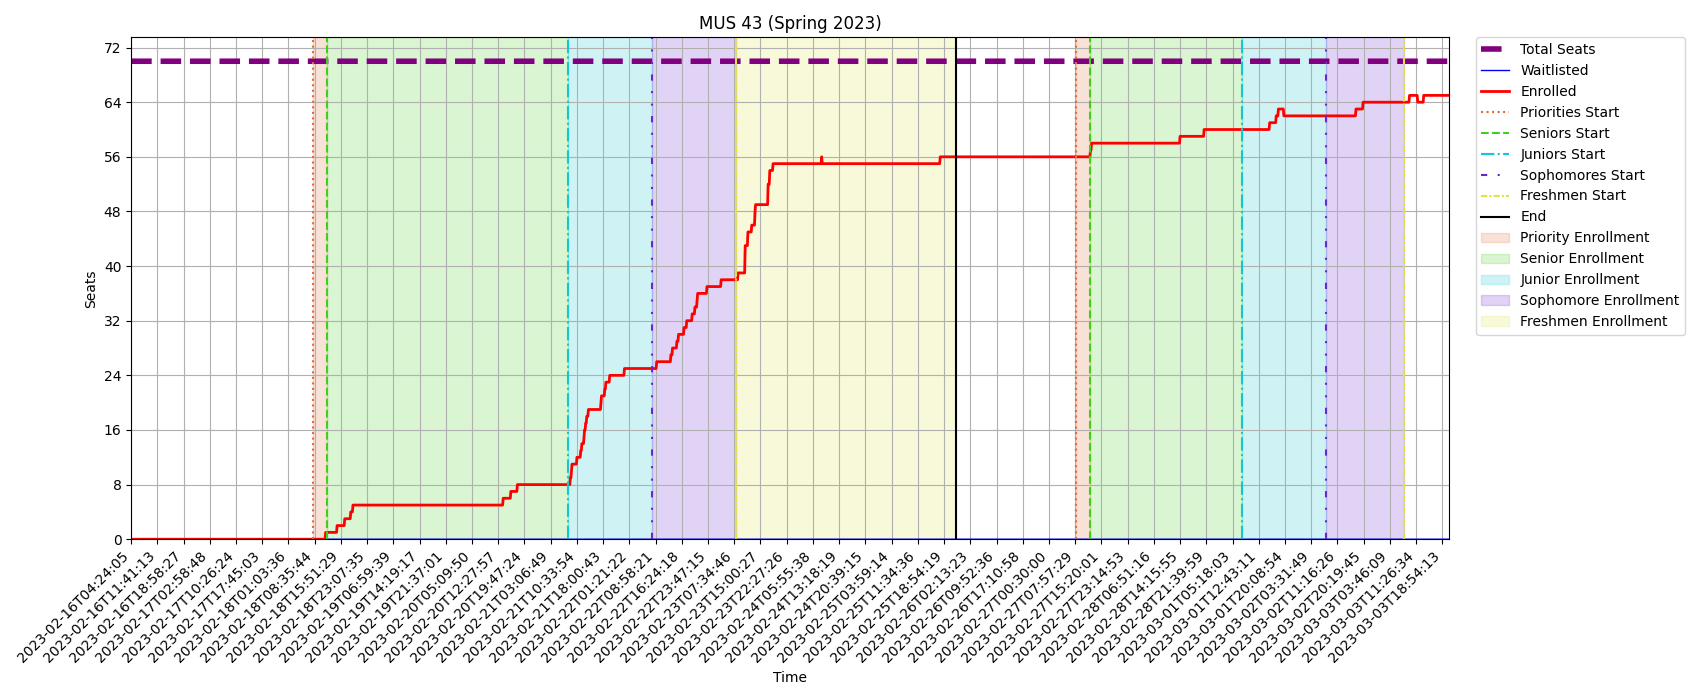 MUS 43 (Spring 2023)
72
64
56
48
40
32
24
16
8
0
Seats
2023-02-16T04:24:05
2023-02-16T11:41:13
2023-02-16T18:58:27
2023-02-17T02:58:48
2023-02-17T10:26:24
2023-02-17T17:45:03
2023-02-18T01:03:36
2023-02-18T08:35:44
2023-02-18T15:51:29
2023-02-18T23:07:35
2023-02-19T06:59:39
2023-02-19T14:19:17
2023-02-19T21:37:01
2023-02-20T05:09:50
2023-02-20T12:27:57
2023-02-20T19:47:24
2023-02-21T03:06:49
2023-02-21T10:33:54
2023-02-21T18:00:43
2023-02-22T01:21:22
2023-02-22T08:58:21
2023-02-22T16:24:18
2023-02-22T23:47:15
2023-02-23T07:34:46
2023-02-23T15:00:27
2023-02-23T22:27:26
2023-02-24T05:55:38
2023-02-24T13:18:19
2023-02-24T20:39:15
2023-02-25T03:59:14
2023-02-25T11:34:36
2023-02-25T18:54:19
2023-02-26T02:13:23
2023-02-26T09:52:36
2023-02-26T17:10:58
2023-02-27T00:30:00
2023-02-27T07:57:29
2023-02-27T15:20:01
2023-02-27T23:14:53
2023-02-28T06:51:16
2023-02-28T14:15:55
2023-02-28T21:39:59
2023-03-01T05:18:03
2023-03-01T12:43:11
2023-03-01T20:08:54
2023-03-02T03:31:49
2023-03-02T11:16:26
2023-03-02T20:19:45
2023-03-03T03:46:09
2023-03-03T11:26:34
2023-03-03T18:54:13
Time
Total Seats
Waitlisted
Enrolled
Priorities Start
Seniors Start
Juniors Start
Sophomores Start
Freshmen Start
End
Priority Enrollment
Senior Enrollment
Junior Enrollment
Sophomore Enrollment
Freshmen Enrollment